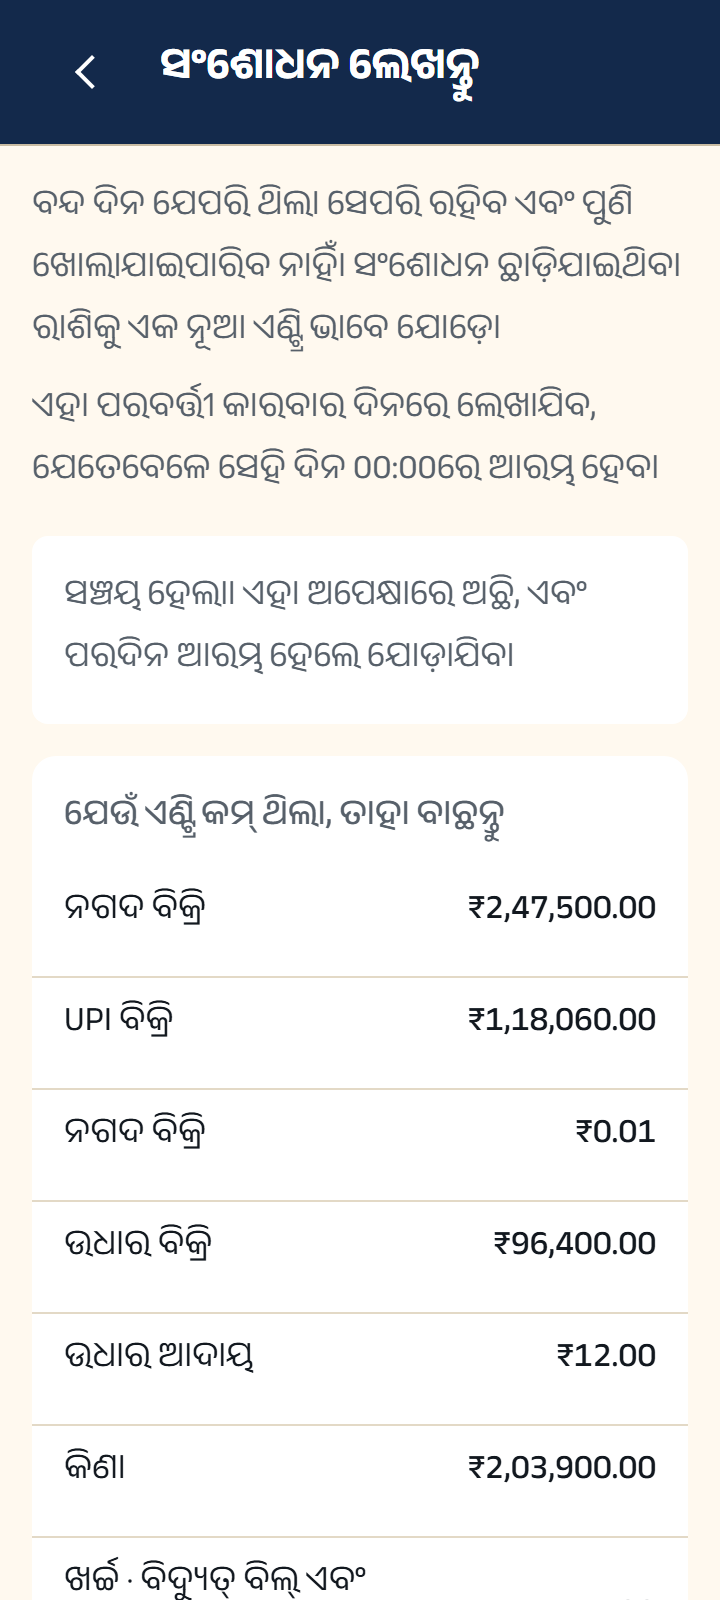 ସଂଶୋଧନ ଲେଖନ୍ତୁ
ବନ୍ଦ ଦିନ ଯେପରି ଥିଲା ସେପରି ରହିବ ଏବଂ ପୁଣି
ଖୋଲାଯାଇପାରିବ ନାହିଁ। ସଂଶୋଧନ ଛାଡ଼ିଯାଇଥିବା
ରାଶିକୁ ଏକ ନୂଆ ଏଣ୍ଟ୍ରି ଭାବେ ଯୋଡ଼େ।
ଏହା ପରବର୍ତ୍ତୀ କାରବାର ଦିନରେ ଲେଖାଯିବ,
ଯେତେବେଳେ ସେହି ଦିନ 00:00ରେ ଆରମ୍ଭ ହେବ।
ସଞ୍ଚୟ ହେଲା। ଏହା ଅପେକ୍ଷାରେ ଅଛି, ଏବଂ
ପରଦିନ ଆରମ୍ଭ ହେଲେ ଯୋଡ଼ାଯିବ।
ଯେଉଁ ଏଣ୍ଟ୍ରି କମ୍ ଥିଲା, ତାହା ବାଛନ୍ତୁ
ନଗଦ ବିକ୍ରି ₹2,47,500.00
UPI ବିକ୍ରି ₹1,18,060.00
ନଗଦ ବିକ୍ରି ₹0.01
ଉଧାର ବିକ୍ରି ₹96,400.00
ଉଧାର ଆଦାୟ ₹12.00
କିଣା ₹2,03,900.00
ଖର୍ଚ୍ଚ · ବିଦ୍ୟୁତ୍ ବିଲ୍ ଏବଂ